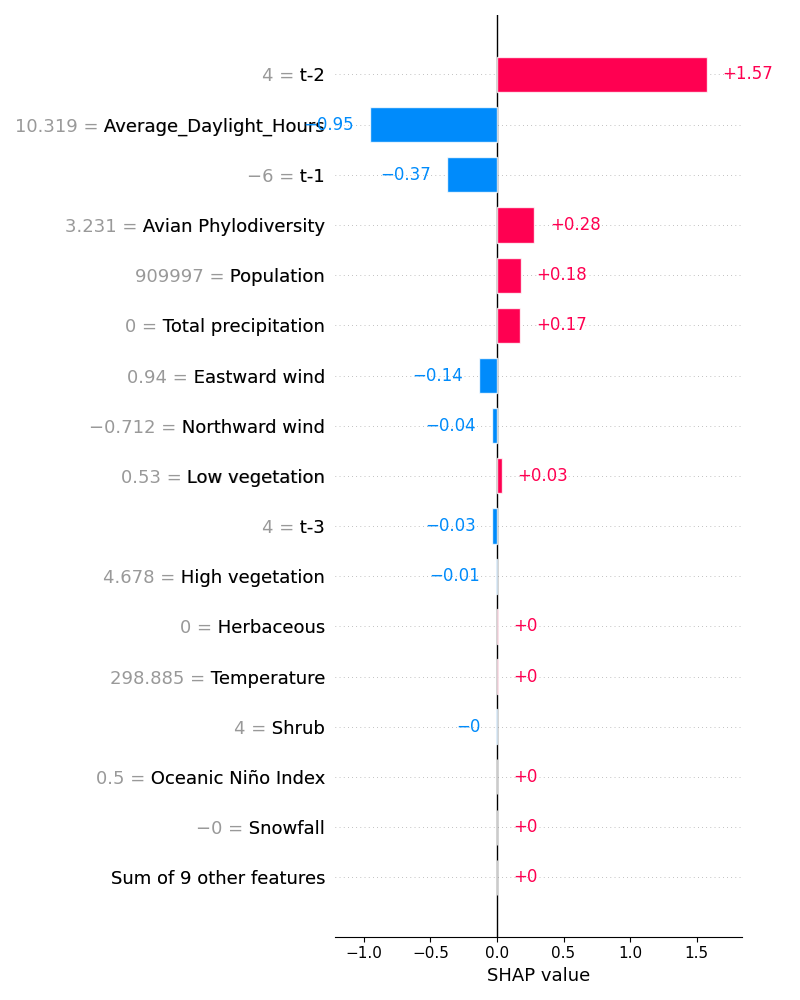 4 = t-2 +1.57
10.319 = Average_Daylight_Hours −0.95
−6 = t-1 −0.37
3.231 = Avian Phylodiversity +0.28
909997 = Population +0.18
0 = Total precipitation +0.17
0.94 = Eastward wind −0.14
−0.712 = Northward wind −0.04
0.53 = Low vegetation +0.03
4 = t-3 −0.03
4.678 = High vegetation −0.01
0 = Herbaceous +0
298.885 = Temperature +0
4 = Shrub −0
0.5 = Oceanic Niño Index +0
−0 = Snowfall +0
Sum of 9 other features +0
−1.0 −0.5 0.0 0.5 1.0 1.5
SHAP value